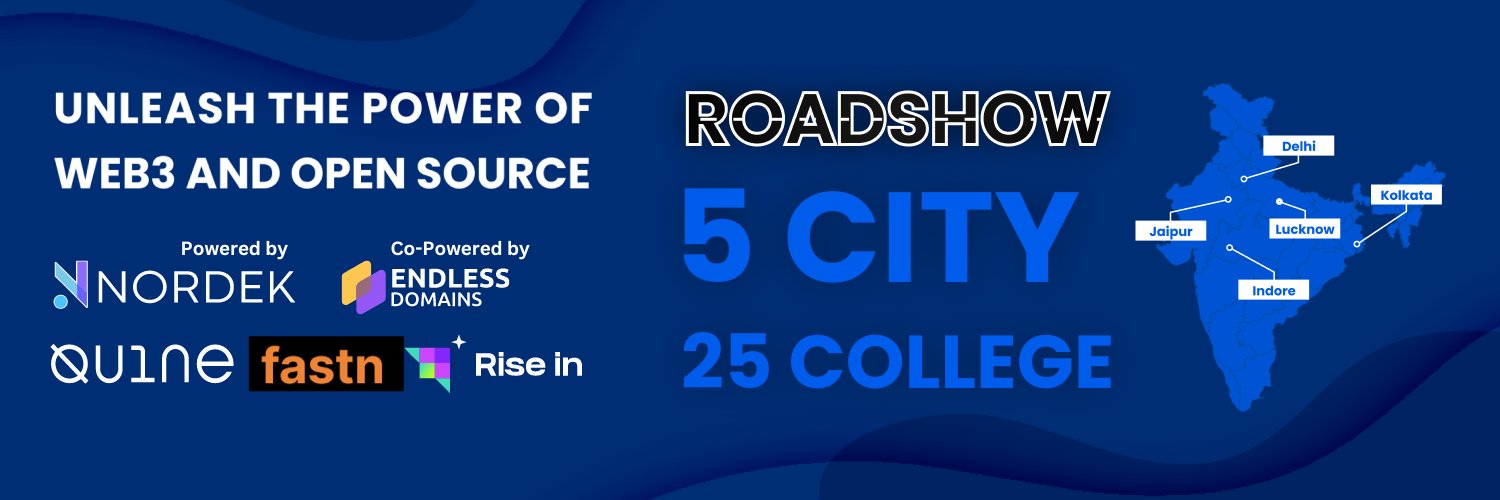 UNLEASH THE POWER OF
WEB3 AND OPEN SOURCE
Powered by
NORDEK
Co-Powered by
ENDLESS
DOMAINS
QUINE
fastn
Rise in
ROADSHOW
5 CITY
25 COLLEGE
Delhi
Kolkata
Jaipur
Lucknow
Indore